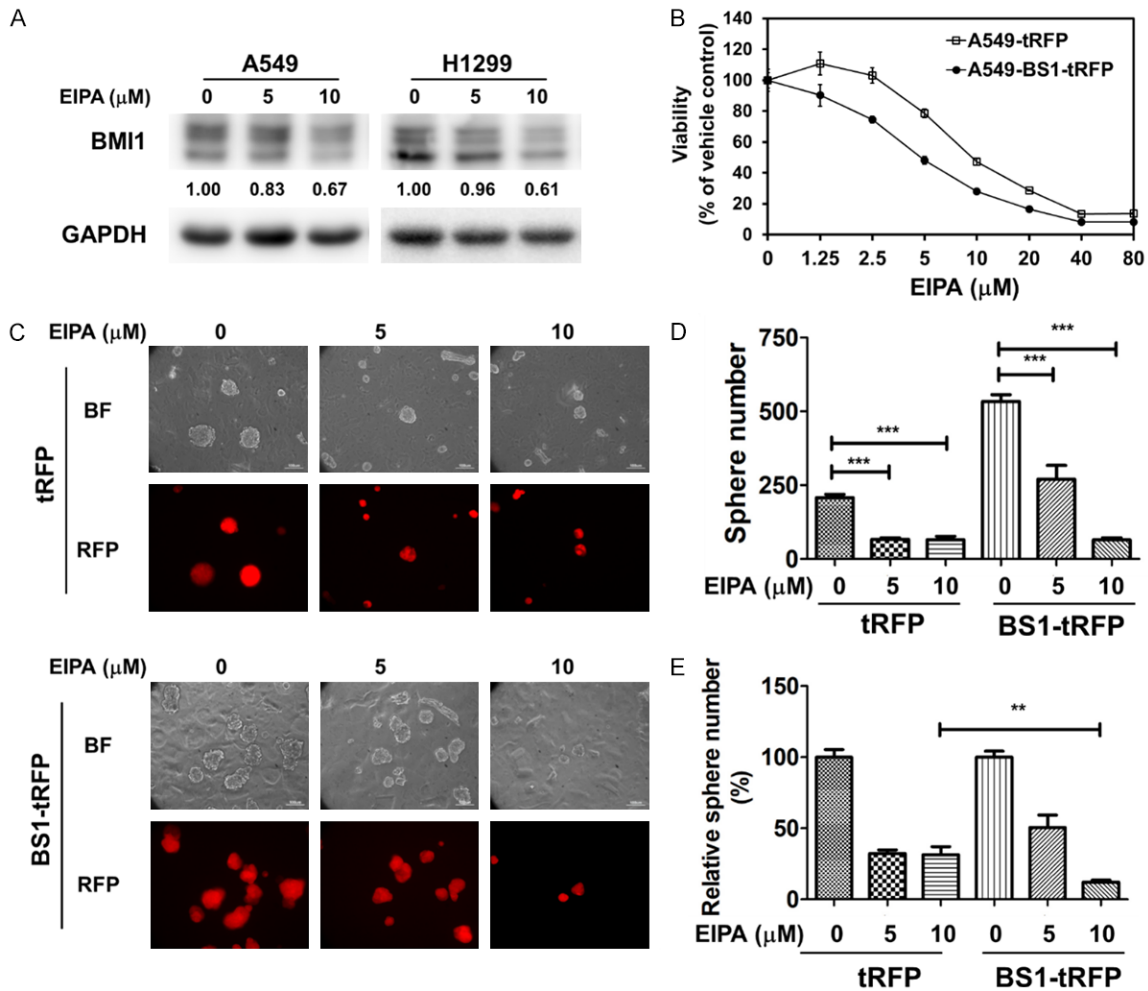 A
A549 H1299
EIPA (μM) 0 5 10 0 5 10
BMI1
1.00 0.83 0.67 1.00 0.96 0.61
GAPDH
B
140
120
100
80
60
40
20
0
Viability
(% of vehicle control)
A549-tRFP
A549-BS1-tRFP
0 1.25 2.5 5 10 20 40 80
EIPA (μM)
C
EIPA (μM) 0 5 10
tRFP
BF
RFP
EIPA (μM) 0 5 10
BS1-tRFP
BF
RFP
D
Sphere number
750
500
250
0
***
***
***
***
EIPA (μM) 0 5 10 0 5 10
tRFP BS1-tRFP
E
Relative sphere number
(%)
150
100
50
0
**
EIPA (μM) 0 5 10 0 5 10
tRFP BS1-tRFP